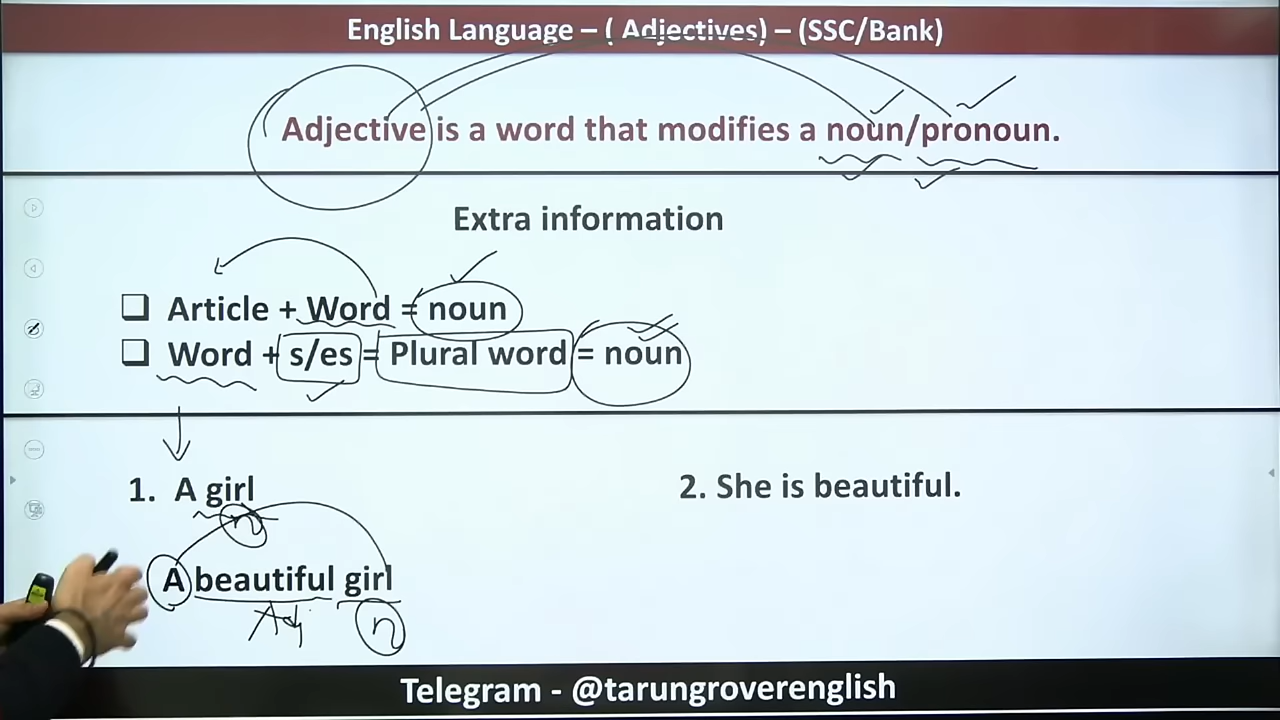 English Language – ( Adjectives) – (SSC/Bank)
Adjective is a word that modifies a noun/pronoun.
Extra information
❑ Article + Word = noun
❑ Word + s/es = Plural word = noun
1. A girl
n
2. She is beautiful.
A beautiful girl
Adj n
Telegram - @tarungroverenglish